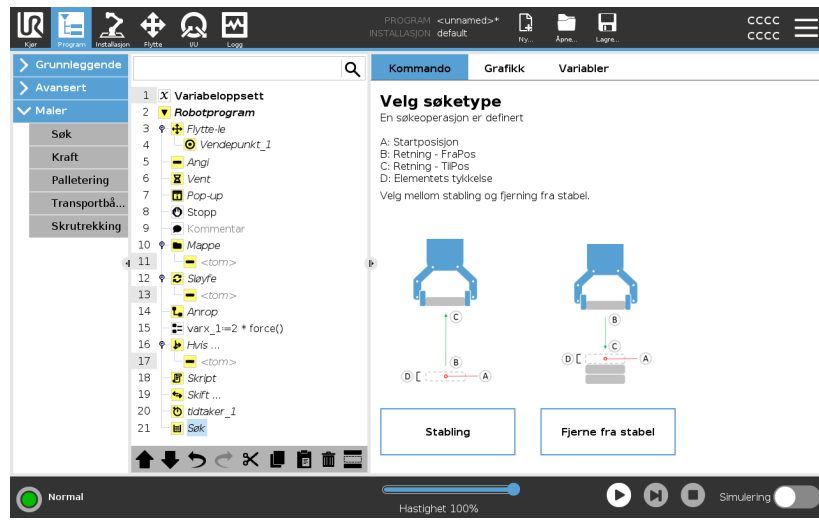 UR
Kjør
Program
Installasjon
Flytte
I/U
Logg
PROGRAM <unnamed>*
INSTALLASJON default
Ny...
Åpne...
Lagre...
cccc
cccc
Grunnleggende
Avansert
Maler
Søk
Kraft
Palletering
Transportbå...
Skrutrekking
1 X Variabeloppsett
2 Robotprogram
3 Flytte-le
4 Vendepunkt_1
5 Angi
6 Vent
7 Pop-up
8 Stopp
9 Kommentar
10 Mappe
11 <tom>
12 Sløyfe
13 <tom>
14 Anrop
15 varx_1:=2 * force()
16 Hvis ...
17 <tom>
18 Skript
19 Skift ...
20 tidtaker_1
21 Søk
Kommando
Grafikk
Variabler
Velg søketype
En søkeoperasjon er definert
A: Startposisjon
B: Retning - FraPos
C: Retning - TilPos
D: Elementets tykkelse
Velg mellom stabling og fjerning fra stabel.
C
B
D
A
B
C
D
A
Stabling
Fjerne fra stabel
Normal
Hastighet 100%
Simulering